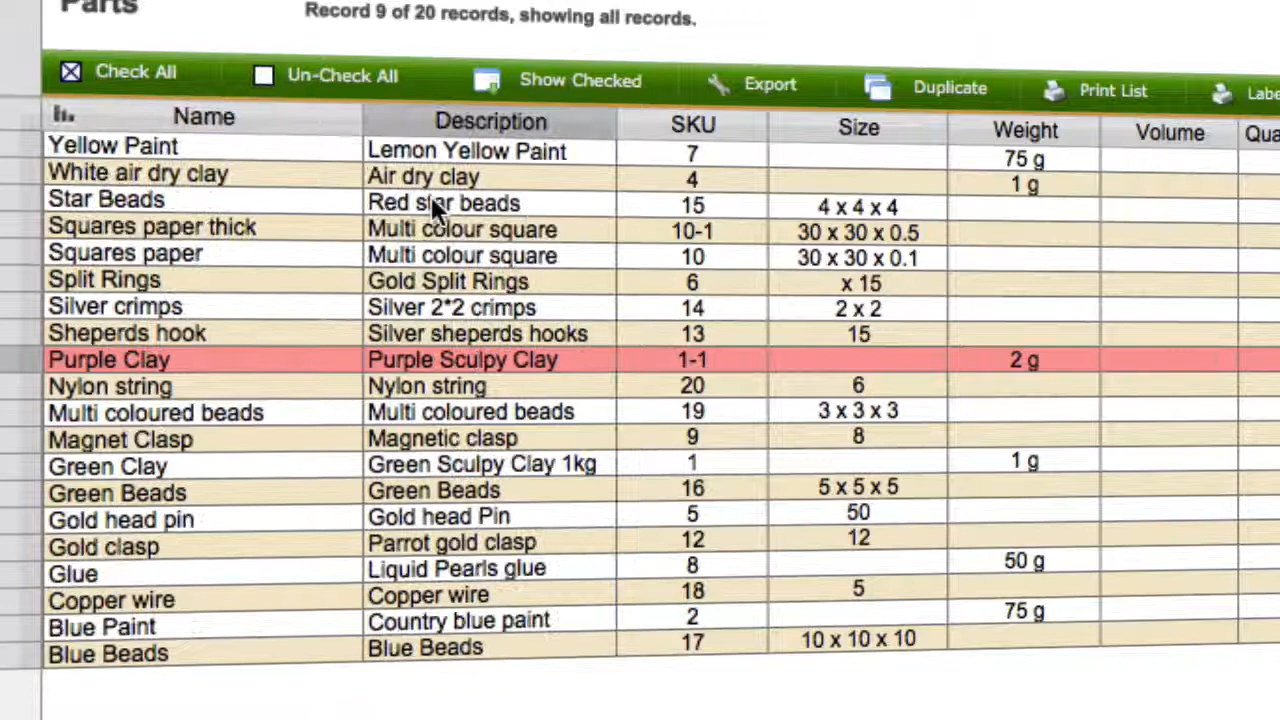 Parts
Record 9 of 20 records, showing all records.
Check All Un-Check All Show Checked Export Duplicate Print List
Name Description SKU Size Weight Volume
Yellow Paint Lemon Yellow Paint 7 75 g
White air dry clay Air dry clay 4 1 g
Star Beads Red star beads 15 4 x 4 x 4
Squares paper thick Multi colour square 10-1 30 x 30 x 0.5
Squares paper Multi colour square 10 30 x 30 x 0.1
Split Rings Gold Split Rings 6 x 15
Silver crimps Silver 2*2 crimps 14 2 x 2
Sheperds hook Silver sheperds hooks 13 15
Purple Clay Purple Sculpy Clay 1-1 2 g
Nylon string Nylon string 20 6
Multi coloured beads Multi coloured beads 19 3 x 3 x 3
Magnet Clasp Magnetic clasp 9 8
Green Clay Green Sculpy Clay 1kg 1 1 g
Green Beads Green Beads 16 5 x 5 x 5
Gold head pin Gold head Pin 5 50
Gold clasp Parrot gold clasp 12 12
Glue Liquid Pearls glue 8 50 g
Copper wire Copper wire 18 5
Blue Paint Country blue paint 2 75 g
Blue Beads Blue Beads 17 10 x 10 x 10